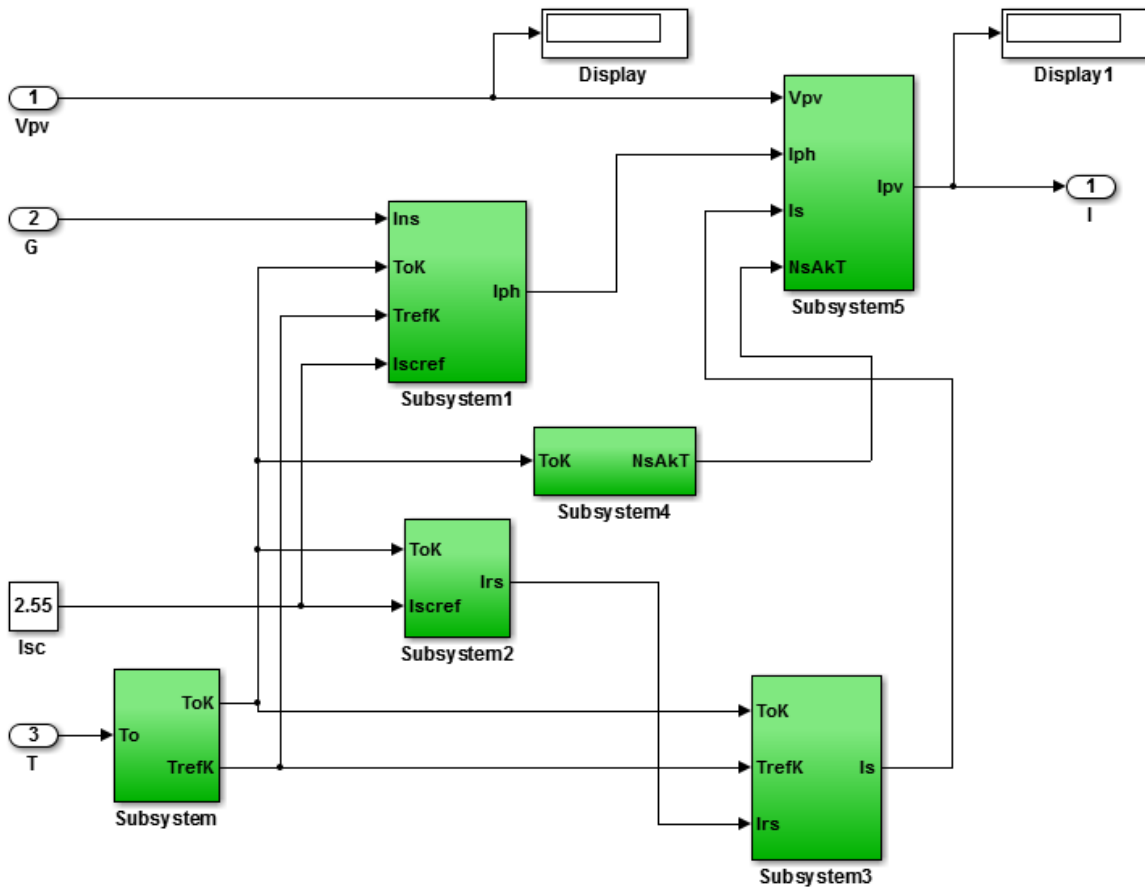 Display
Display1
1
Vpv
Vpv
Iph
Is
NsAkT
Ipv
Subsystem5
1
I
2
G
Ins
ToK
TrefK
Iscref
Iph
Subsystem1
ToK
NsAkT
Subsystem4
ToK
Iscref
Irs
Subsystem2
2.55
Isc
3
T
To
ToK
TrefK
Subsystem
ToK
TrefK
Irs
Is
Subsystem3